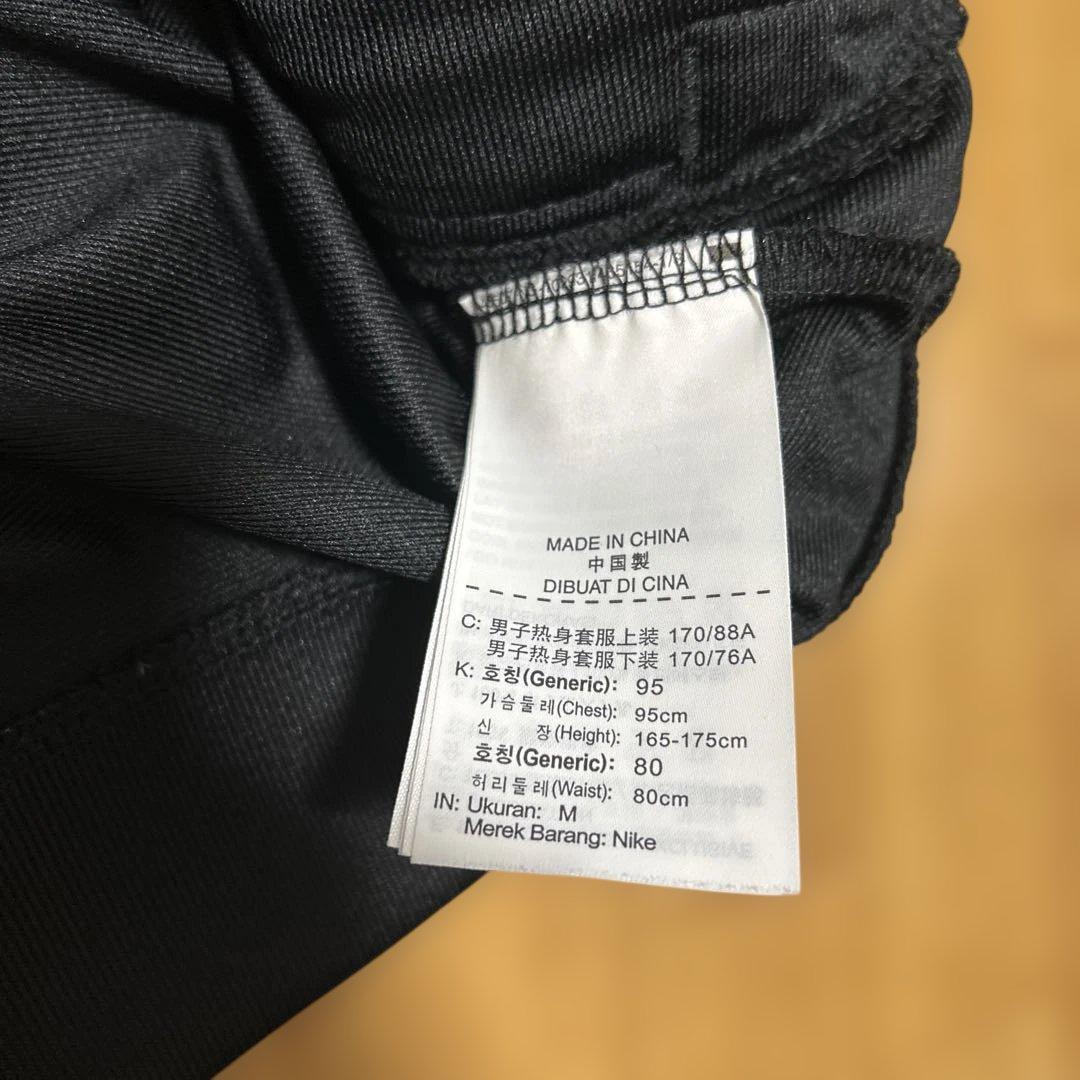 MADE IN CHINA
中国製
DIBUAT DI CINA
C: 男子热身套服上装 170/88A
男子热身套服下装 170/76A
K: 호칭(Generic): 95
가슴둘레(Chest): 95cm
신 장(Height): 165-175cm
호칭(Generic): 80
허리둘레(Waist): 80cm
IN: Ukuran: M
Merek Barang: Nike